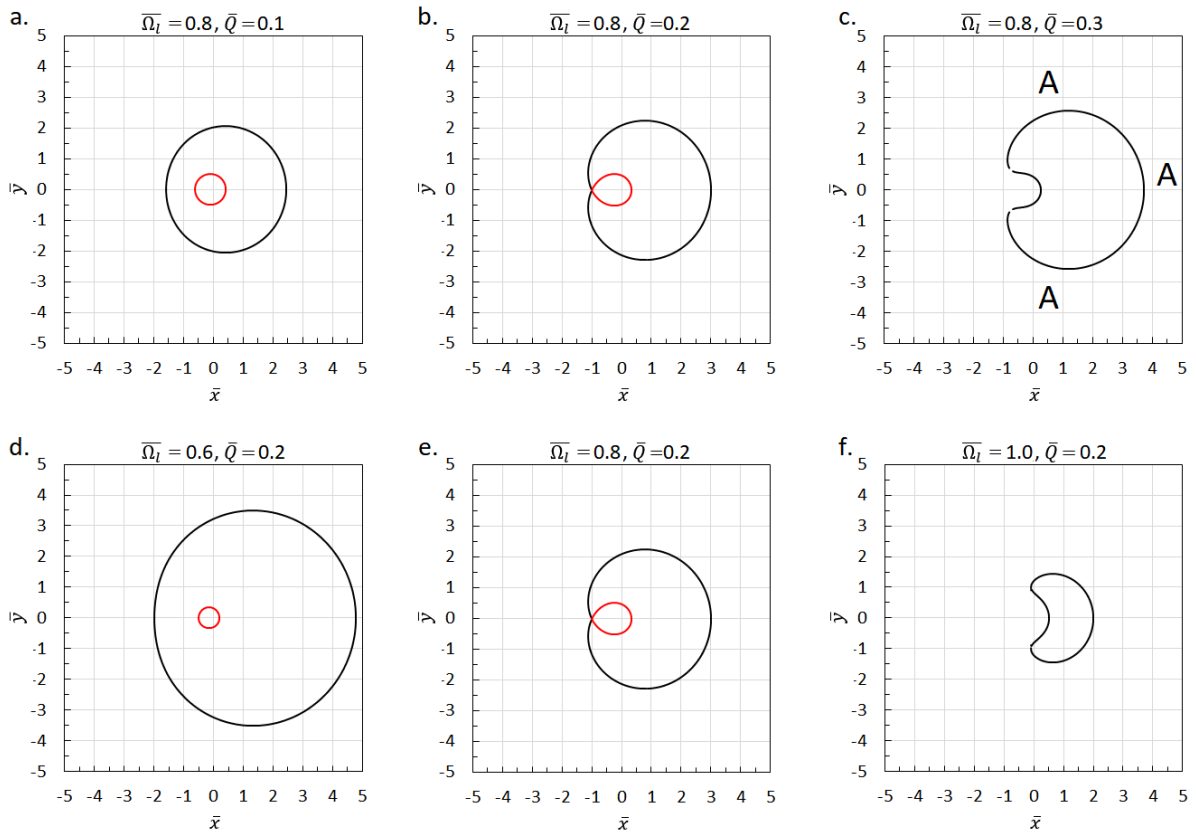 a. Ω̅ₗ = 0.8, Q̄ =0.1
5
4
3
2
1
0
-1
-2
-3
-4
-5
ȳ
-5 -4 -3 -2 -1 0 1 2 3 4 5
x̄
b. Ω̅ₗ = 0.8, Q̄ =0.2
5
4
3
2
1
0
-1
-2
-3
-4
-5
ȳ
-5 -4 -3 -2 -1 0 1 2 3 4 5
x̄
c. Ω̅ₗ = 0.8, Q̄ =0.3
5
4
3
2
1
0
-1
-2
-3
-4
-5
ȳ
A
A
A
-5 -4 -3 -2 -1 0 1 2 3 4 5
x̄
d. Ω̅ₗ = 0.6, Q̄ =0.2
5
4
3
2
1
0
-1
-2
-3
-4
-5
ȳ
-5 -4 -3 -2 -1 0 1 2 3 4 5
x̄
e. Ω̅ₗ = 0.8, Q̄ =0.2
5
4
3
2
1
0
-1
-2
-3
-4
-5
ȳ
-5 -4 -3 -2 -1 0 1 2 3 4 5
x̄
f. Ω̅ₗ = 1.0, Q̄ =0.2
5
4
3
2
1
0
-1
-2
-3
-4
-5
ȳ
-5 -4 -3 -2 -1 0 1 2 3 4 5
x̄